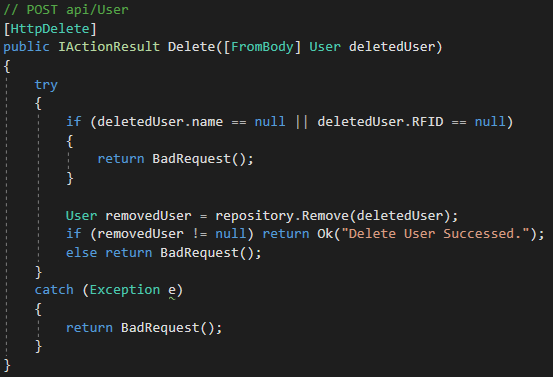 // POST api/User
[HttpDelete]
public IActionResult Delete([FromBody] User deletedUser)
{
    try
    {
        if (deletedUser.name == null || deletedUser.RFID == null)
        {
            return BadRequest();
        }

        User removedUser = repository.Remove(deletedUser);
        if (removedUser != null) return Ok("Delete User Successed.");
        else return BadRequest();
    }
    catch (Exception e)
    {
        return BadRequest();
    }
}